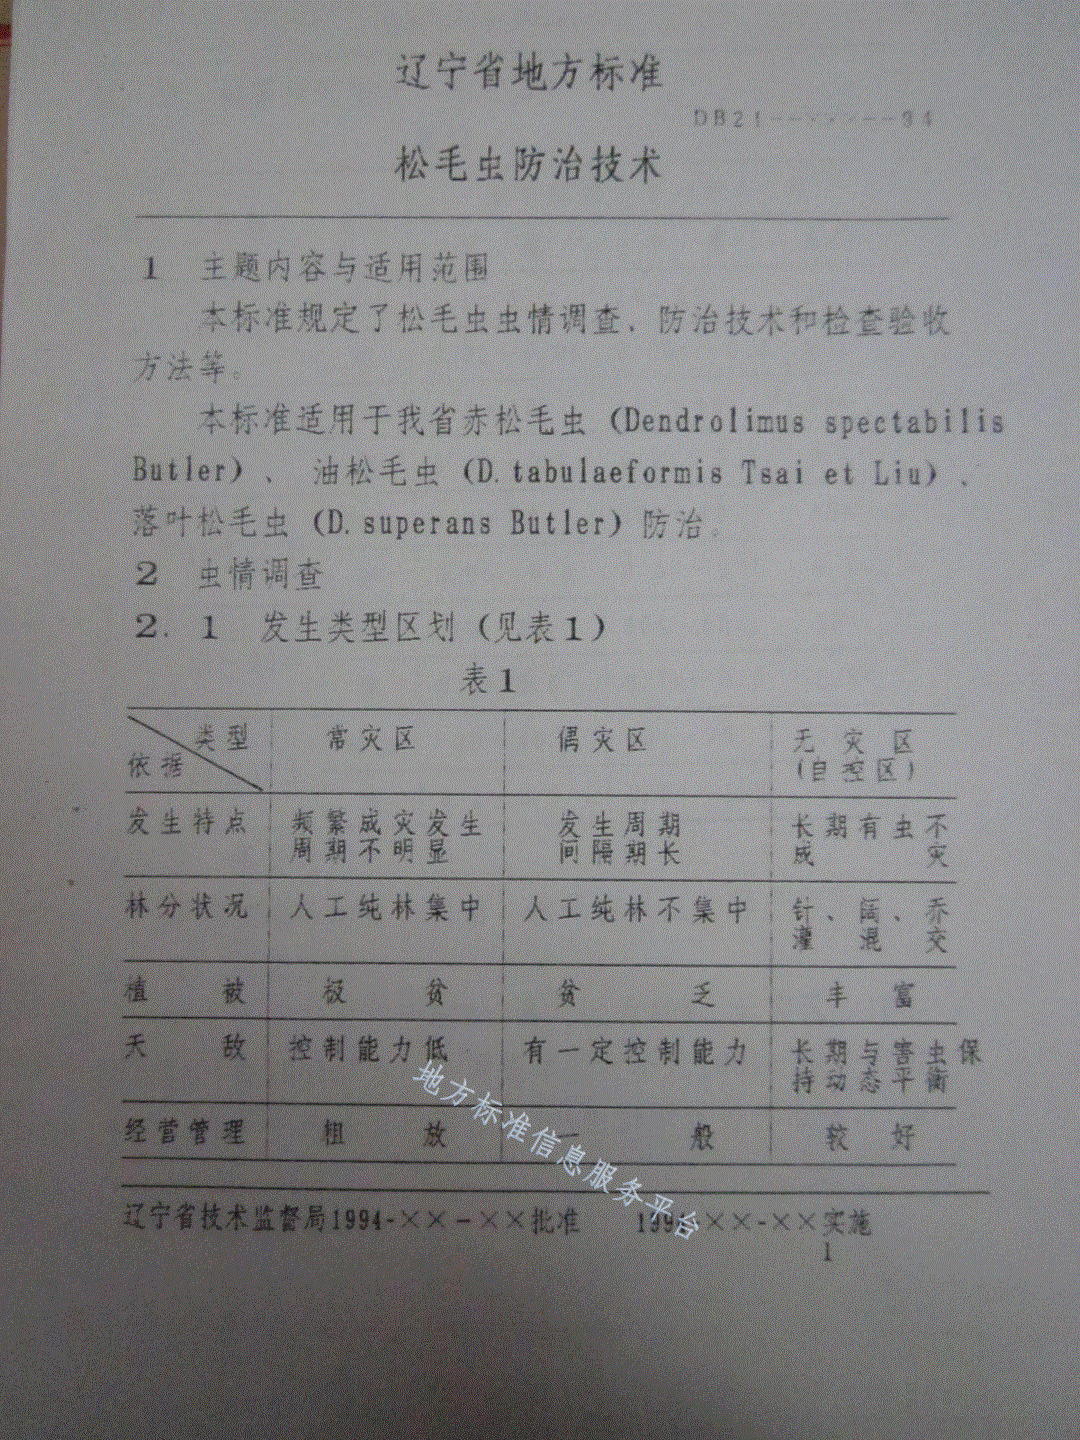 辽宁省地方标准
DB21--××××--94
松毛虫防治技术
1 主题内容与适用范围
本标准规定了松毛虫虫情调查、防治技术和检查验收
方法等。
本标准适用于我省赤松毛虫（Dendrolimus spectabilis
Butler）、油松毛虫（D.tabulaeformis Tsai et Liu）、
落叶松毛虫（D.superans Butler）防治。
2 虫情调查
2.1 发生类型区划（见表1）
表1
类型 常灾区 偶灾区 无灾区
依据 （自控区）
发生特点 频繁成灾发生 发生周期 长期有虫不
周期不明显 间隔期长 成灾
林分状况 人工纯林集中 人工纯林不集中 针、阔、乔
灌混交
植被 极贫 贫乏 丰富
天敌 控制能力低 有一定控制能力 长期与害虫保
持动态平衡
经营管理 粗放 一般 较好
地方标准信息服务平台
辽宁省技术监督局1994-××-××批准 1994-××-××实施
1